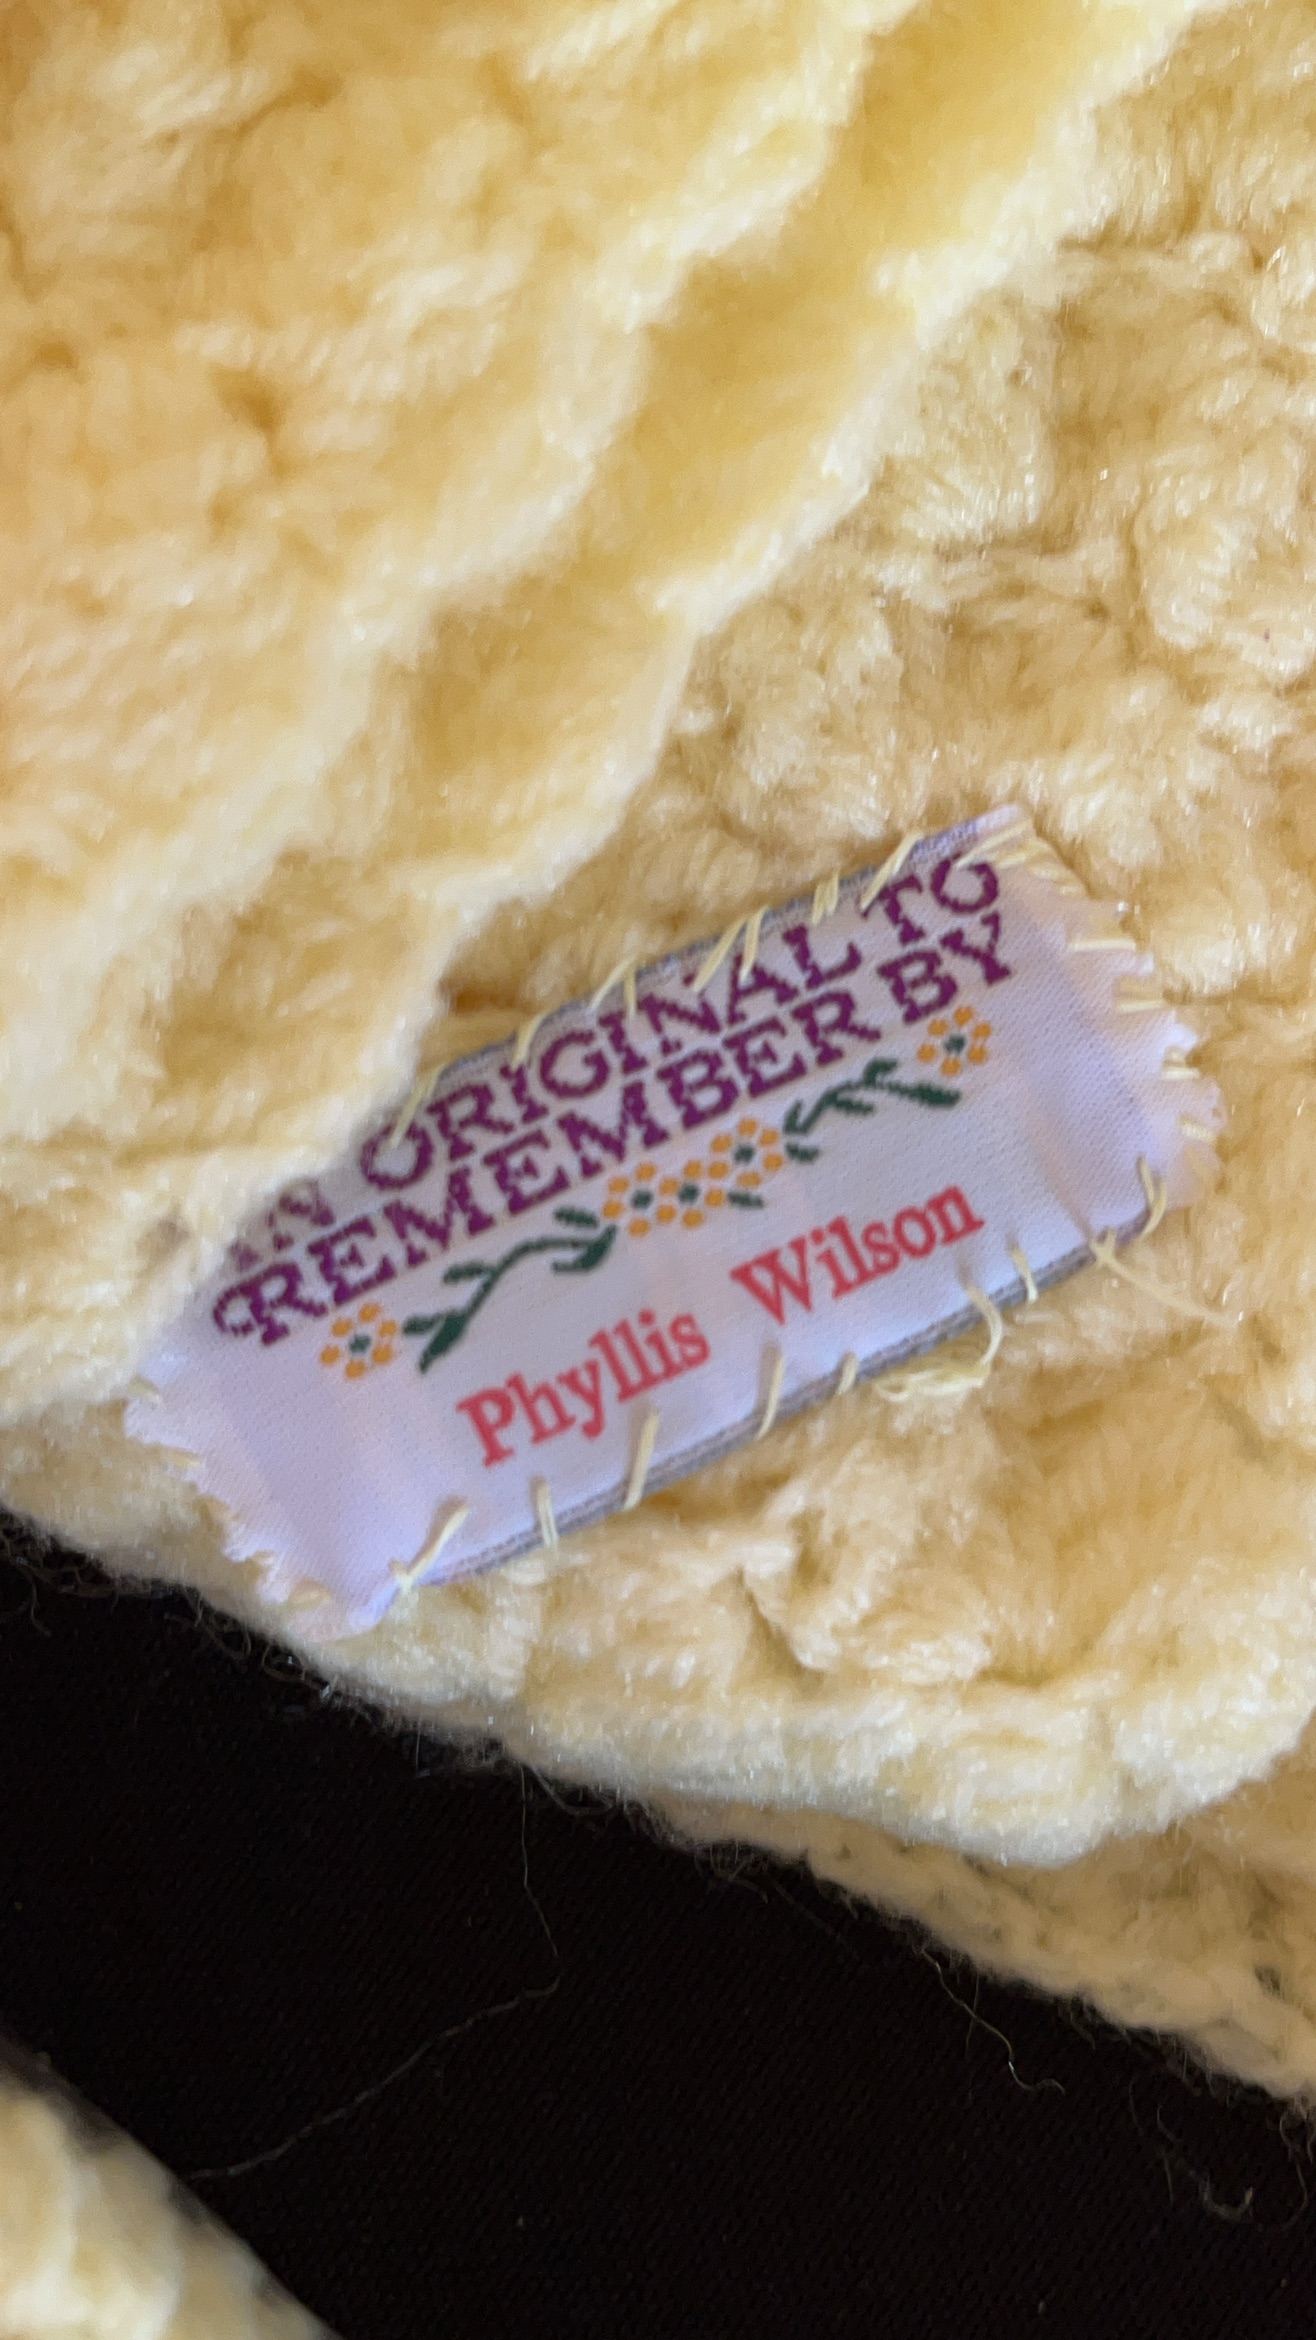 AN ORIGINAL TO
REMEMBER BY
Phyllis Wilson